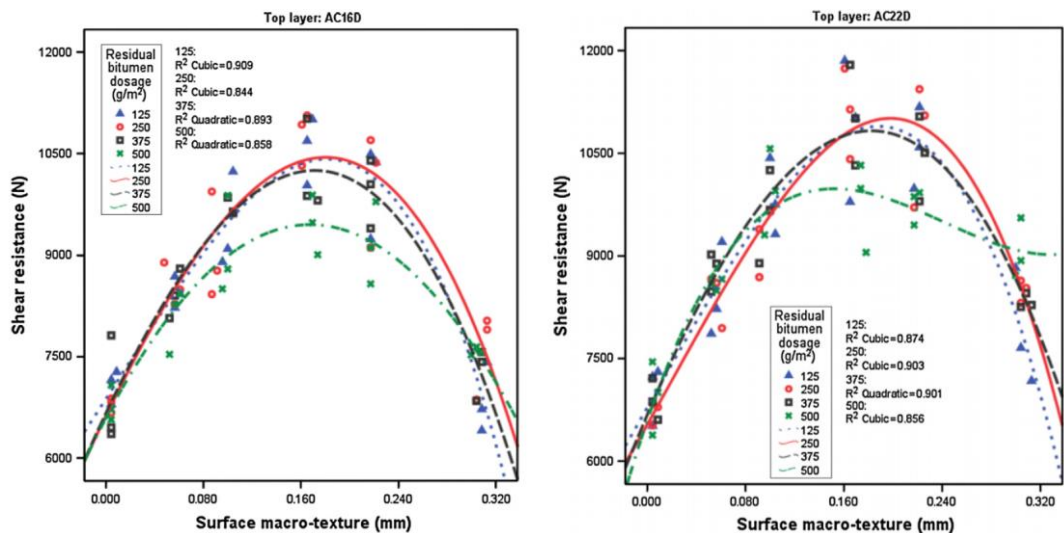 Top layer: AC16D
12000
10500
9000
7500
6000
Shear resistance (N)
0.000
0.080
0.160
0.240
0.320
Surface macro-texture (mm)
Residual
bitumen
dosage
(g/m²)
125
250
375
500
125
250
375
500
125:
R² Cubic=0.909
250:
R² Cubic=0.844
375:
R² Quadratic=0.893
500:
R² Quadratic=0.858
Top layer: AC22D
12000
10500
9000
7500
6000
Shear resistance (N)
0.000
0.080
0.160
0.240
0.320
Surface macro-texture (mm)
Residual
bitumen
dosage
(g/m²)
125
250
375
500
125
250
375
500
125:
R² Cubic=0.874
250:
R² Cubic=0.903
375:
R² Quadratic=0.901
500:
R² Cubic=0.856